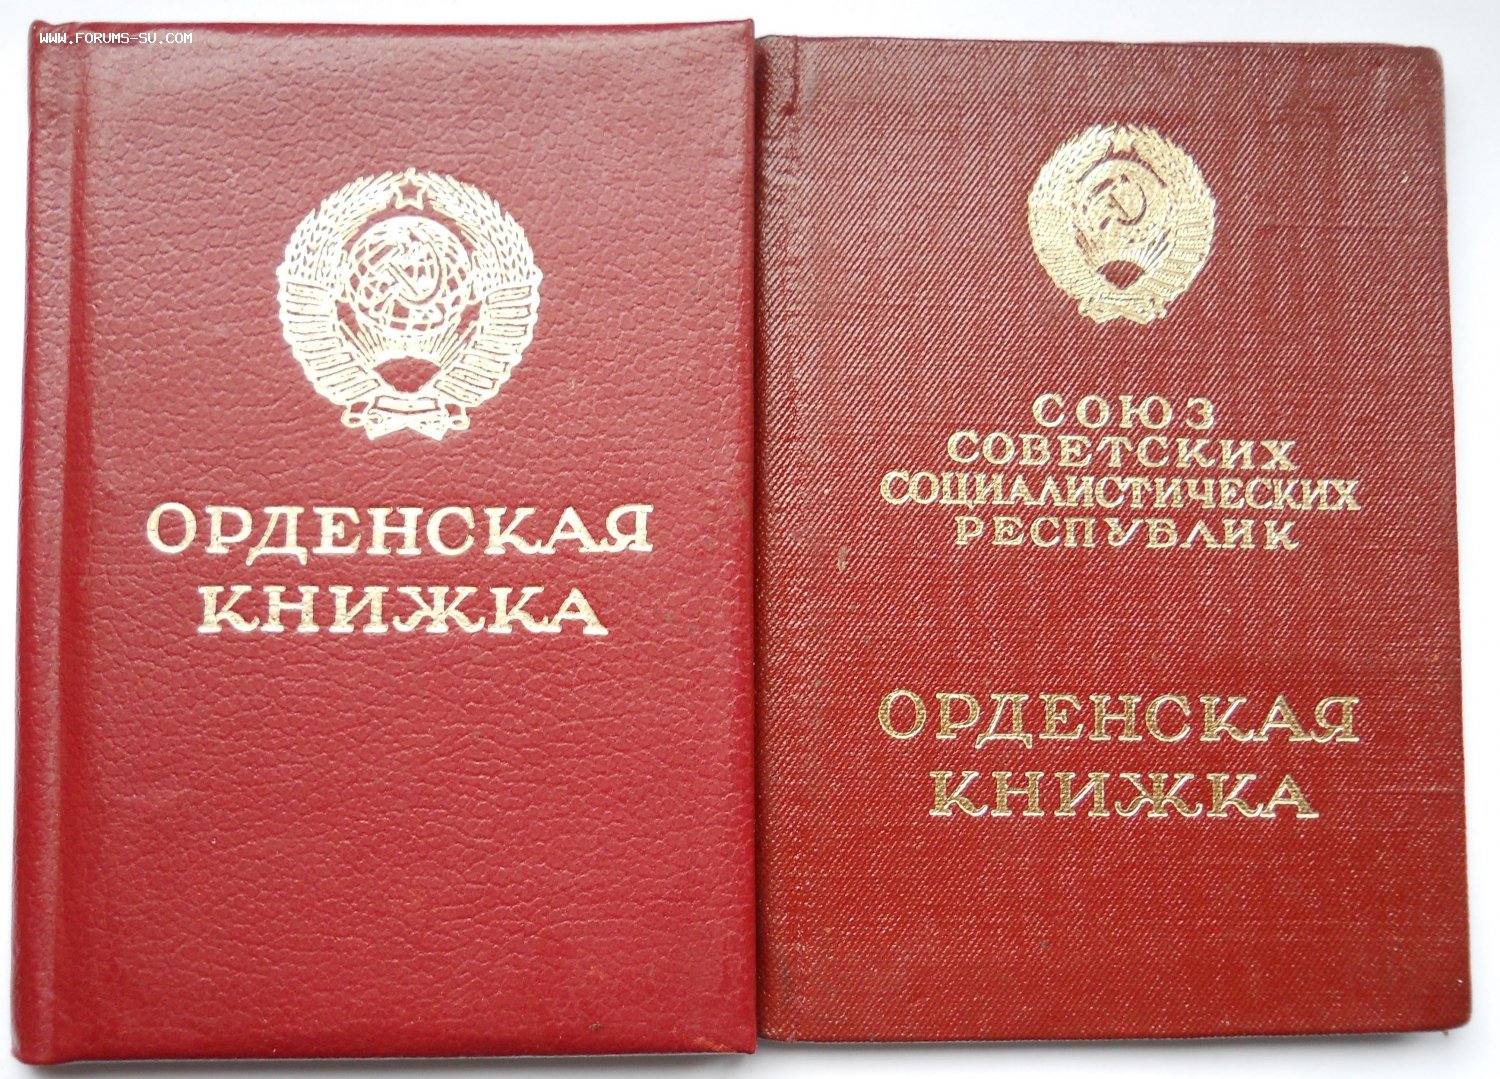 www.forums-su.com
ОРДЕНСКАЯ
КНИЖКА
СОЮЗ
СОВЕТСКИХ
СОЦИАЛИСТИЧЕСКИХ
РЕСПУБЛИК
ОРДЕНСКАЯ
КНИЖКА